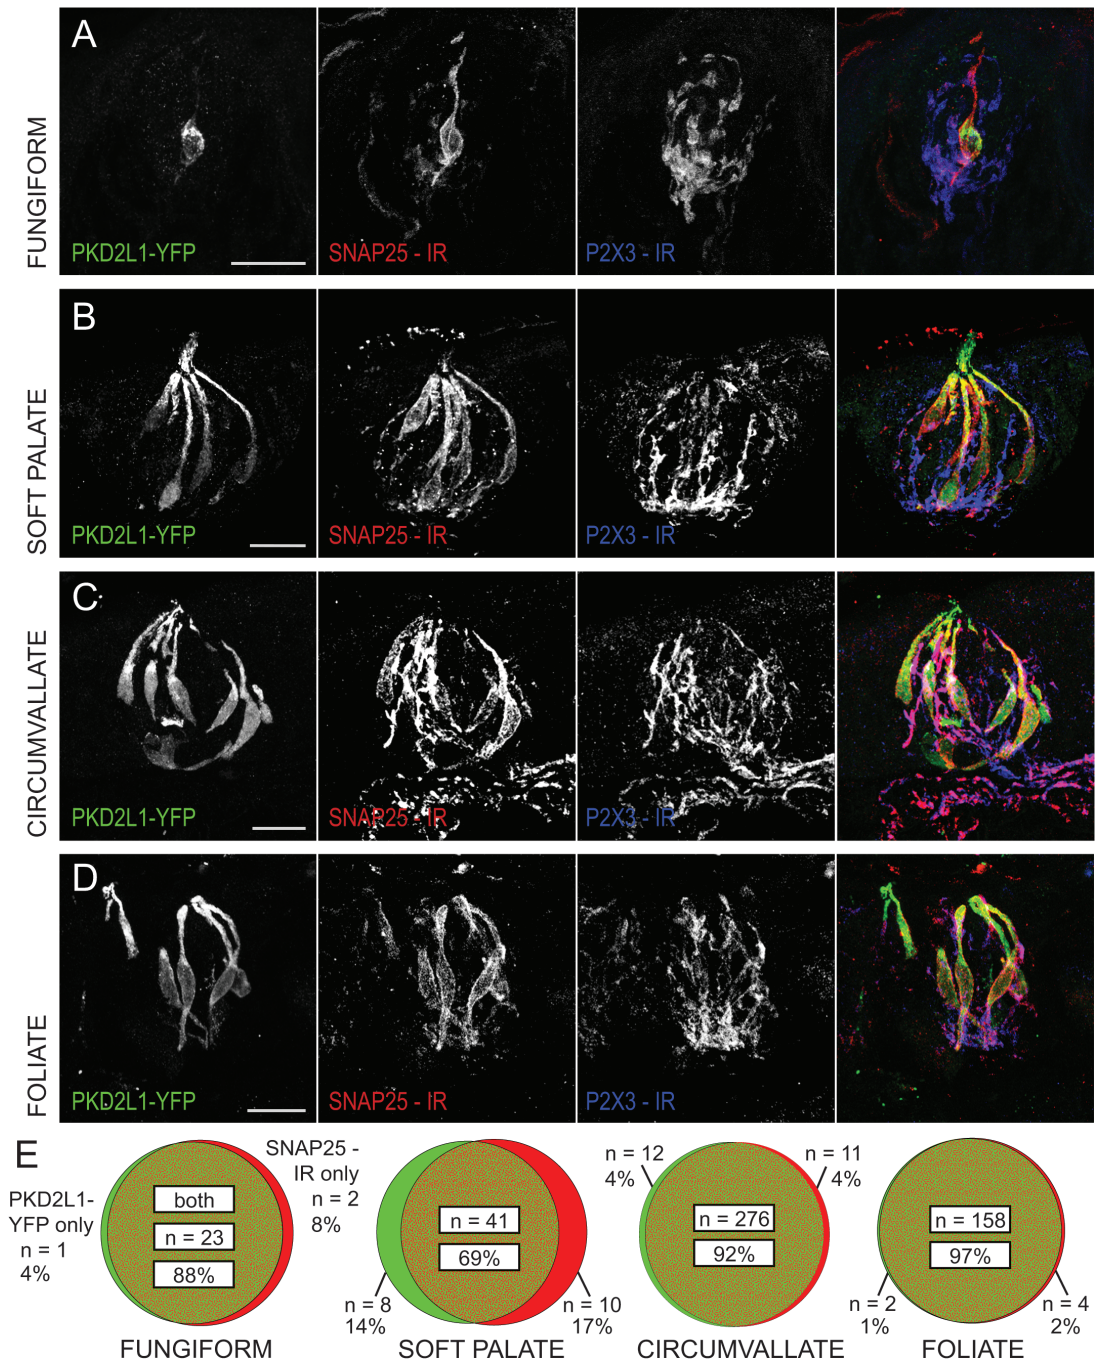 A
FUNGIFORM
PKD2L1-YFP
SNAP25 - IR
P2X3 - IR
B
SOFT PALATE
PKD2L1-YFP
SNAP25 - IR
P2X3 - IR
C
CIRCUMVALLATE
PKD2L1-YFP
SNAP25 - IR
P2X3 - IR
D
FOLIATE
PKD2L1-YFP
SNAP25 - IR
P2X3 - IR
E
PKD2L1-
YFP only
n = 1
4%
both
n = 23
88%
SNAP25 -
IR only
n = 2
8%
FUNGIFORM
n = 8
14%
n = 41
69%
n = 10
17%
SOFT PALATE
n = 12
4%
n = 276
92%
n = 11
4%
CIRCUMVALLATE
n = 2
1%
n = 158
97%
n = 4
2%
FOLIATE